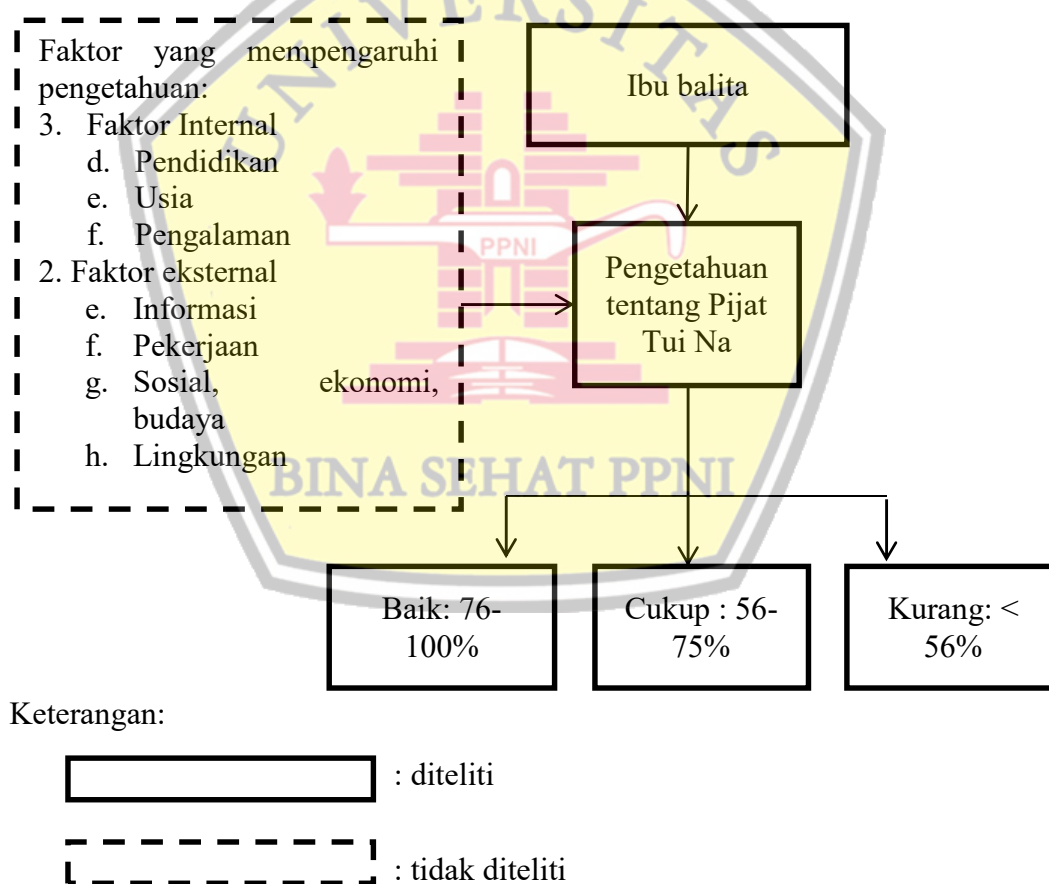 UNIVERSITAS
Faktor yang mempengaruhi
pengetahuan:
3. Faktor Internal
d. Pendidikan
e. Usia
f. Pengalaman
2. Faktor eksternal
e. Informasi
f. Pekerjaan
g. Sosial, ekonomi,
budaya
h. Lingkungan
Ibu balita
PPNI
Pengetahuan
tentang Pijat
Tui Na
BINA SEHAT PPNI
Baik: 76-
100%
Cukup : 56-
75%
Kurang: <
56%
Keterangan:
: diteliti
: tidak diteliti